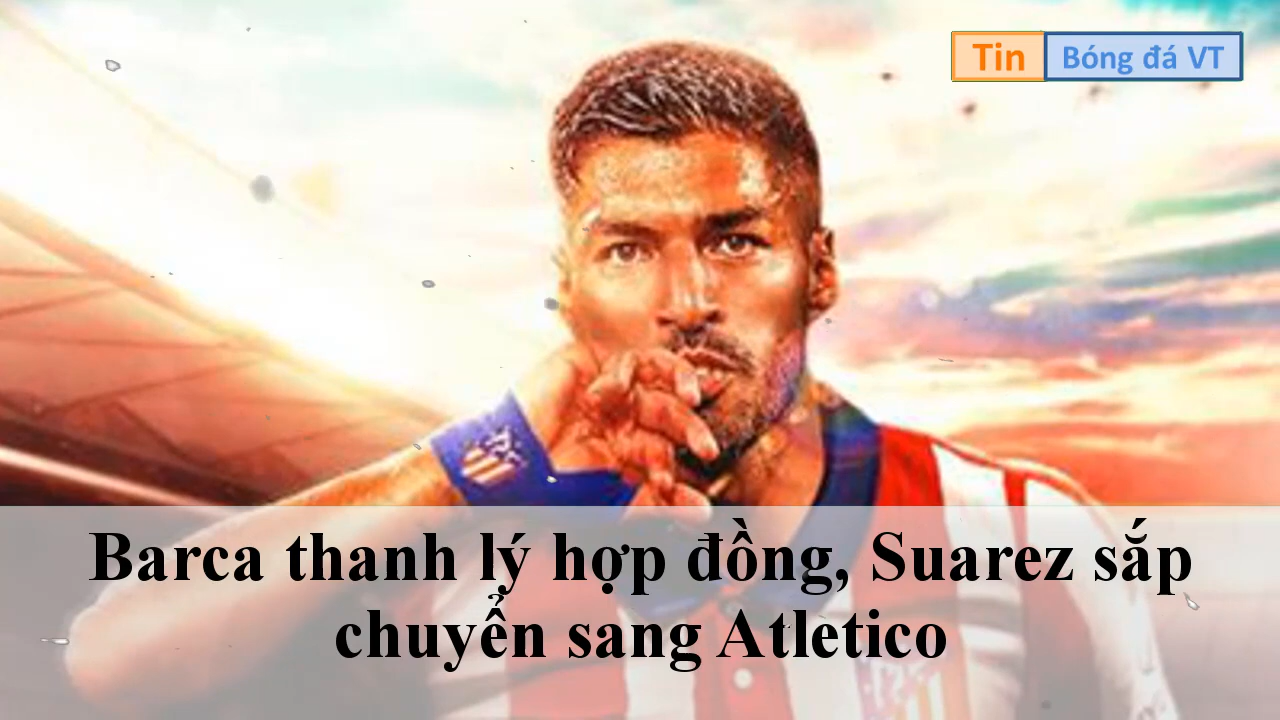 Tin Bóng đá VT
Barca thanh lý hợp đồng, Suarez sắp
chuyển sang Atletico